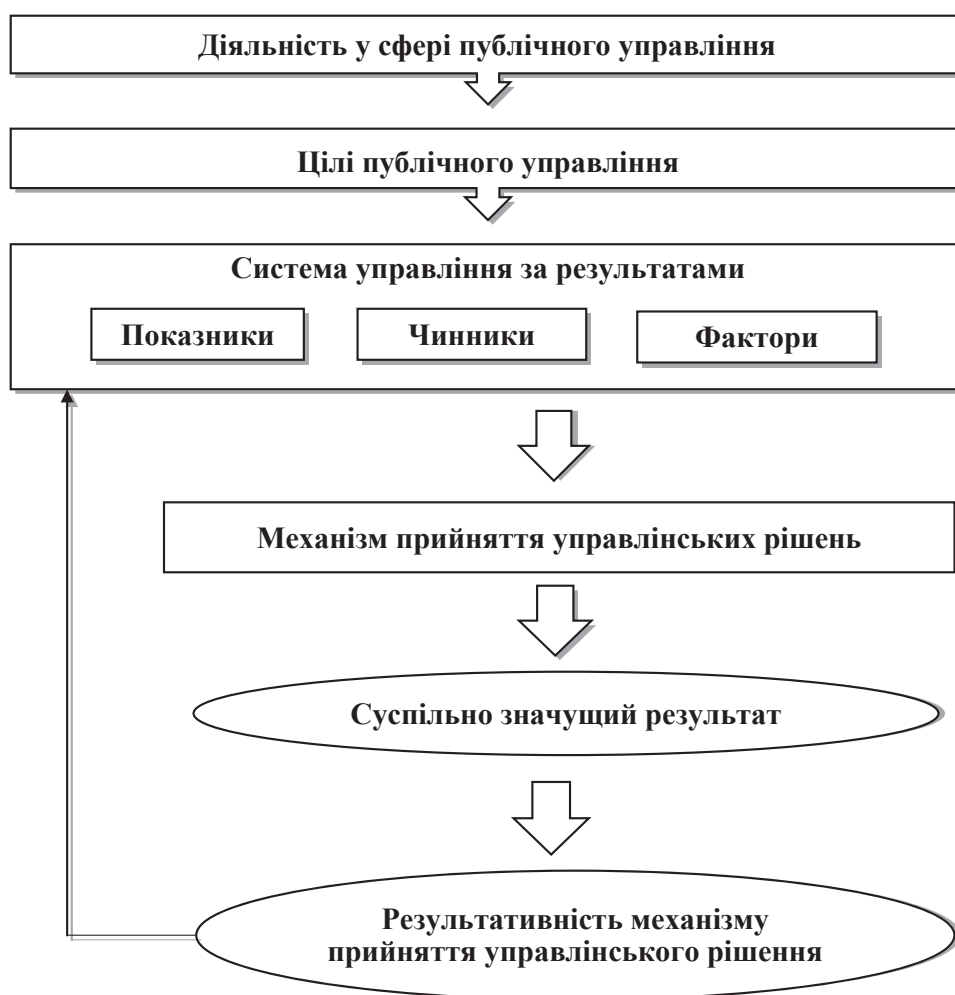 Діяльність у сфері публічного управління
Цілі публічного управління
Система управління за результатами
Показники
Чинники
Фактори
Механізм прийняття управлінських рішень
Суспільно значущий результат
Результативність механізму
прийняття управлінського рішення